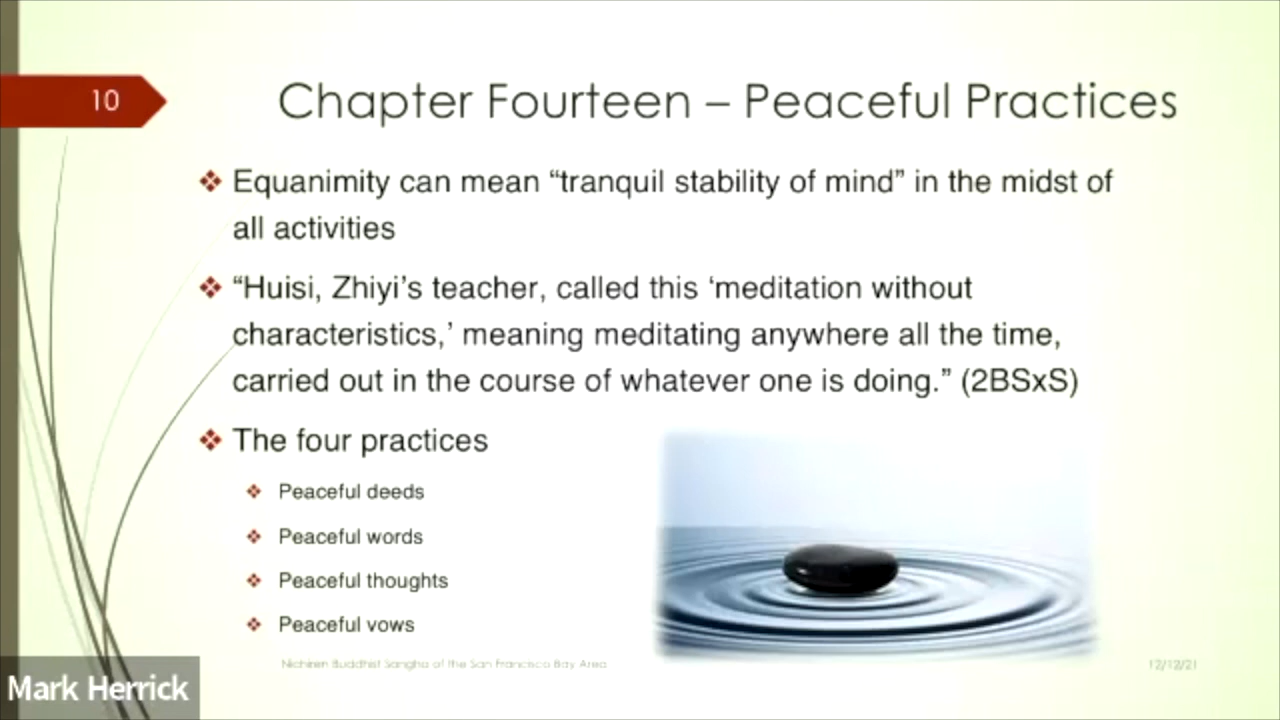 10
Chapter Fourteen – Peaceful Practices
Equanimity can mean “tranquil stability of mind” in the midst of
all activities
“Huisi, Zhiyi’s teacher, called this ‘meditation without
characteristics,’ meaning meditating anywhere all the time,
carried out in the course of whatever one is doing.” (2BSxS)
The four practices
Peaceful deeds
Peaceful words
Peaceful thoughts
Peaceful vows
Nichiren Buddhist Sangha of the San Francisco Bay Area
12/12/21
Mark Herrick